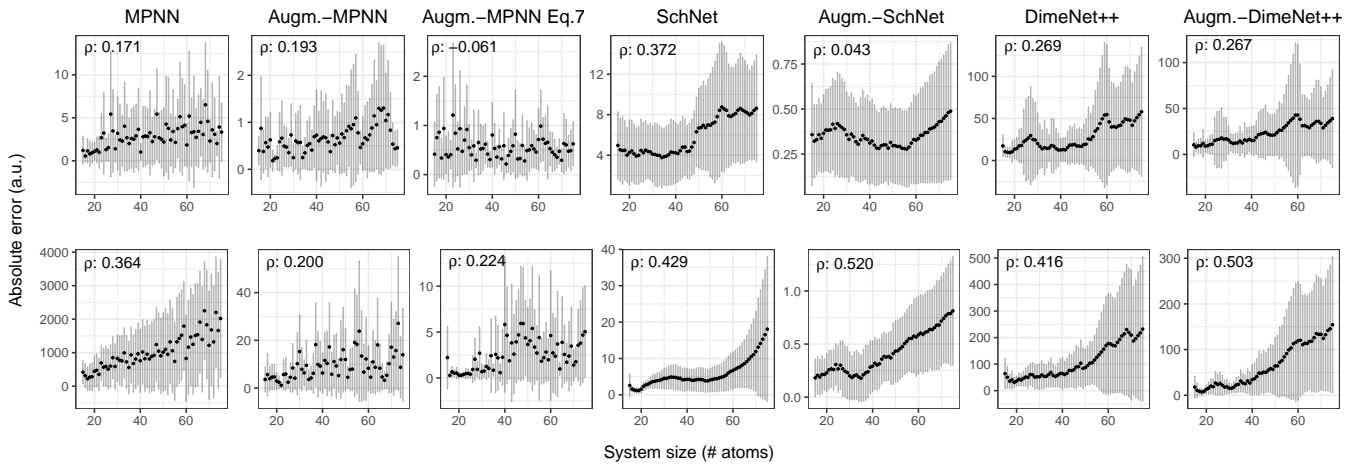 MPNN Augm.−MPNN Augm.−MPNN Eq.7 SchNet Augm.−SchNet DimeNet++ Augm.−DimeNet++
ρ: 0.171 ρ: 0.193 ρ: −0.061 ρ: 0.372 ρ: 0.043 ρ: 0.269 ρ: 0.267
10 5 0
2 1 0
2 1 0
12 8 4
0.75 0.50 0.25
100 50 0
100 50 0
20 40 60 20 40 60 20 40 60 20 40 60 20 40 60 20 40 60 20 40 60
Absolute error (a.u.)
ρ: 0.364 ρ: 0.200 ρ: 0.224 ρ: 0.429 ρ: 0.520 ρ: 0.416 ρ: 0.503
4000 3000 2000 1000 0
40 20 0
10 5 0
40 30 20 10 0
1.0 0.5 0.0
500 400 300 200 100 0
300 200 100 0
20 40 60 20 40 60 20 40 60 20 40 60 20 40 60 20 40 60 20 40 60
System size (# atoms)